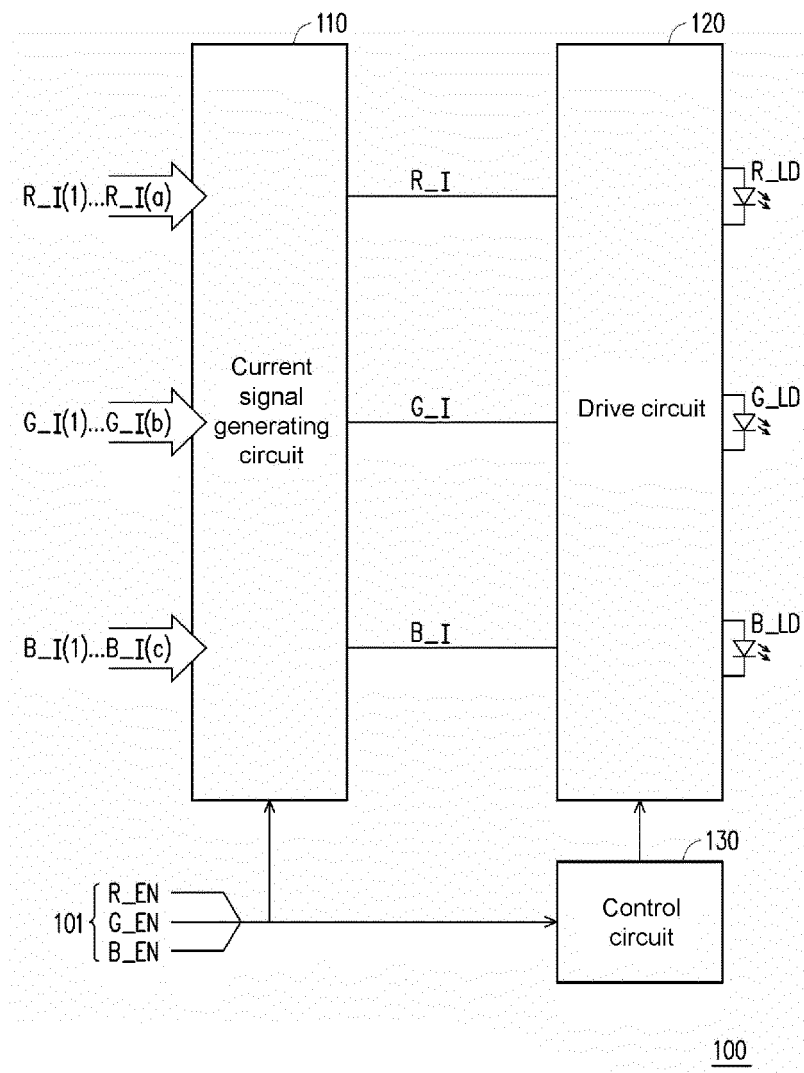 110
120
R_I(1)...R_I(a)
R_I
R_LD
Current
signal
generating
circuit
G_I(1)...G_I(b)
G_I
Drive circuit
G_LD
B_I(1)...B_I(c)
B_I
B_LD
130
101
R_EN
G_EN
B_EN
Control
circuit
100